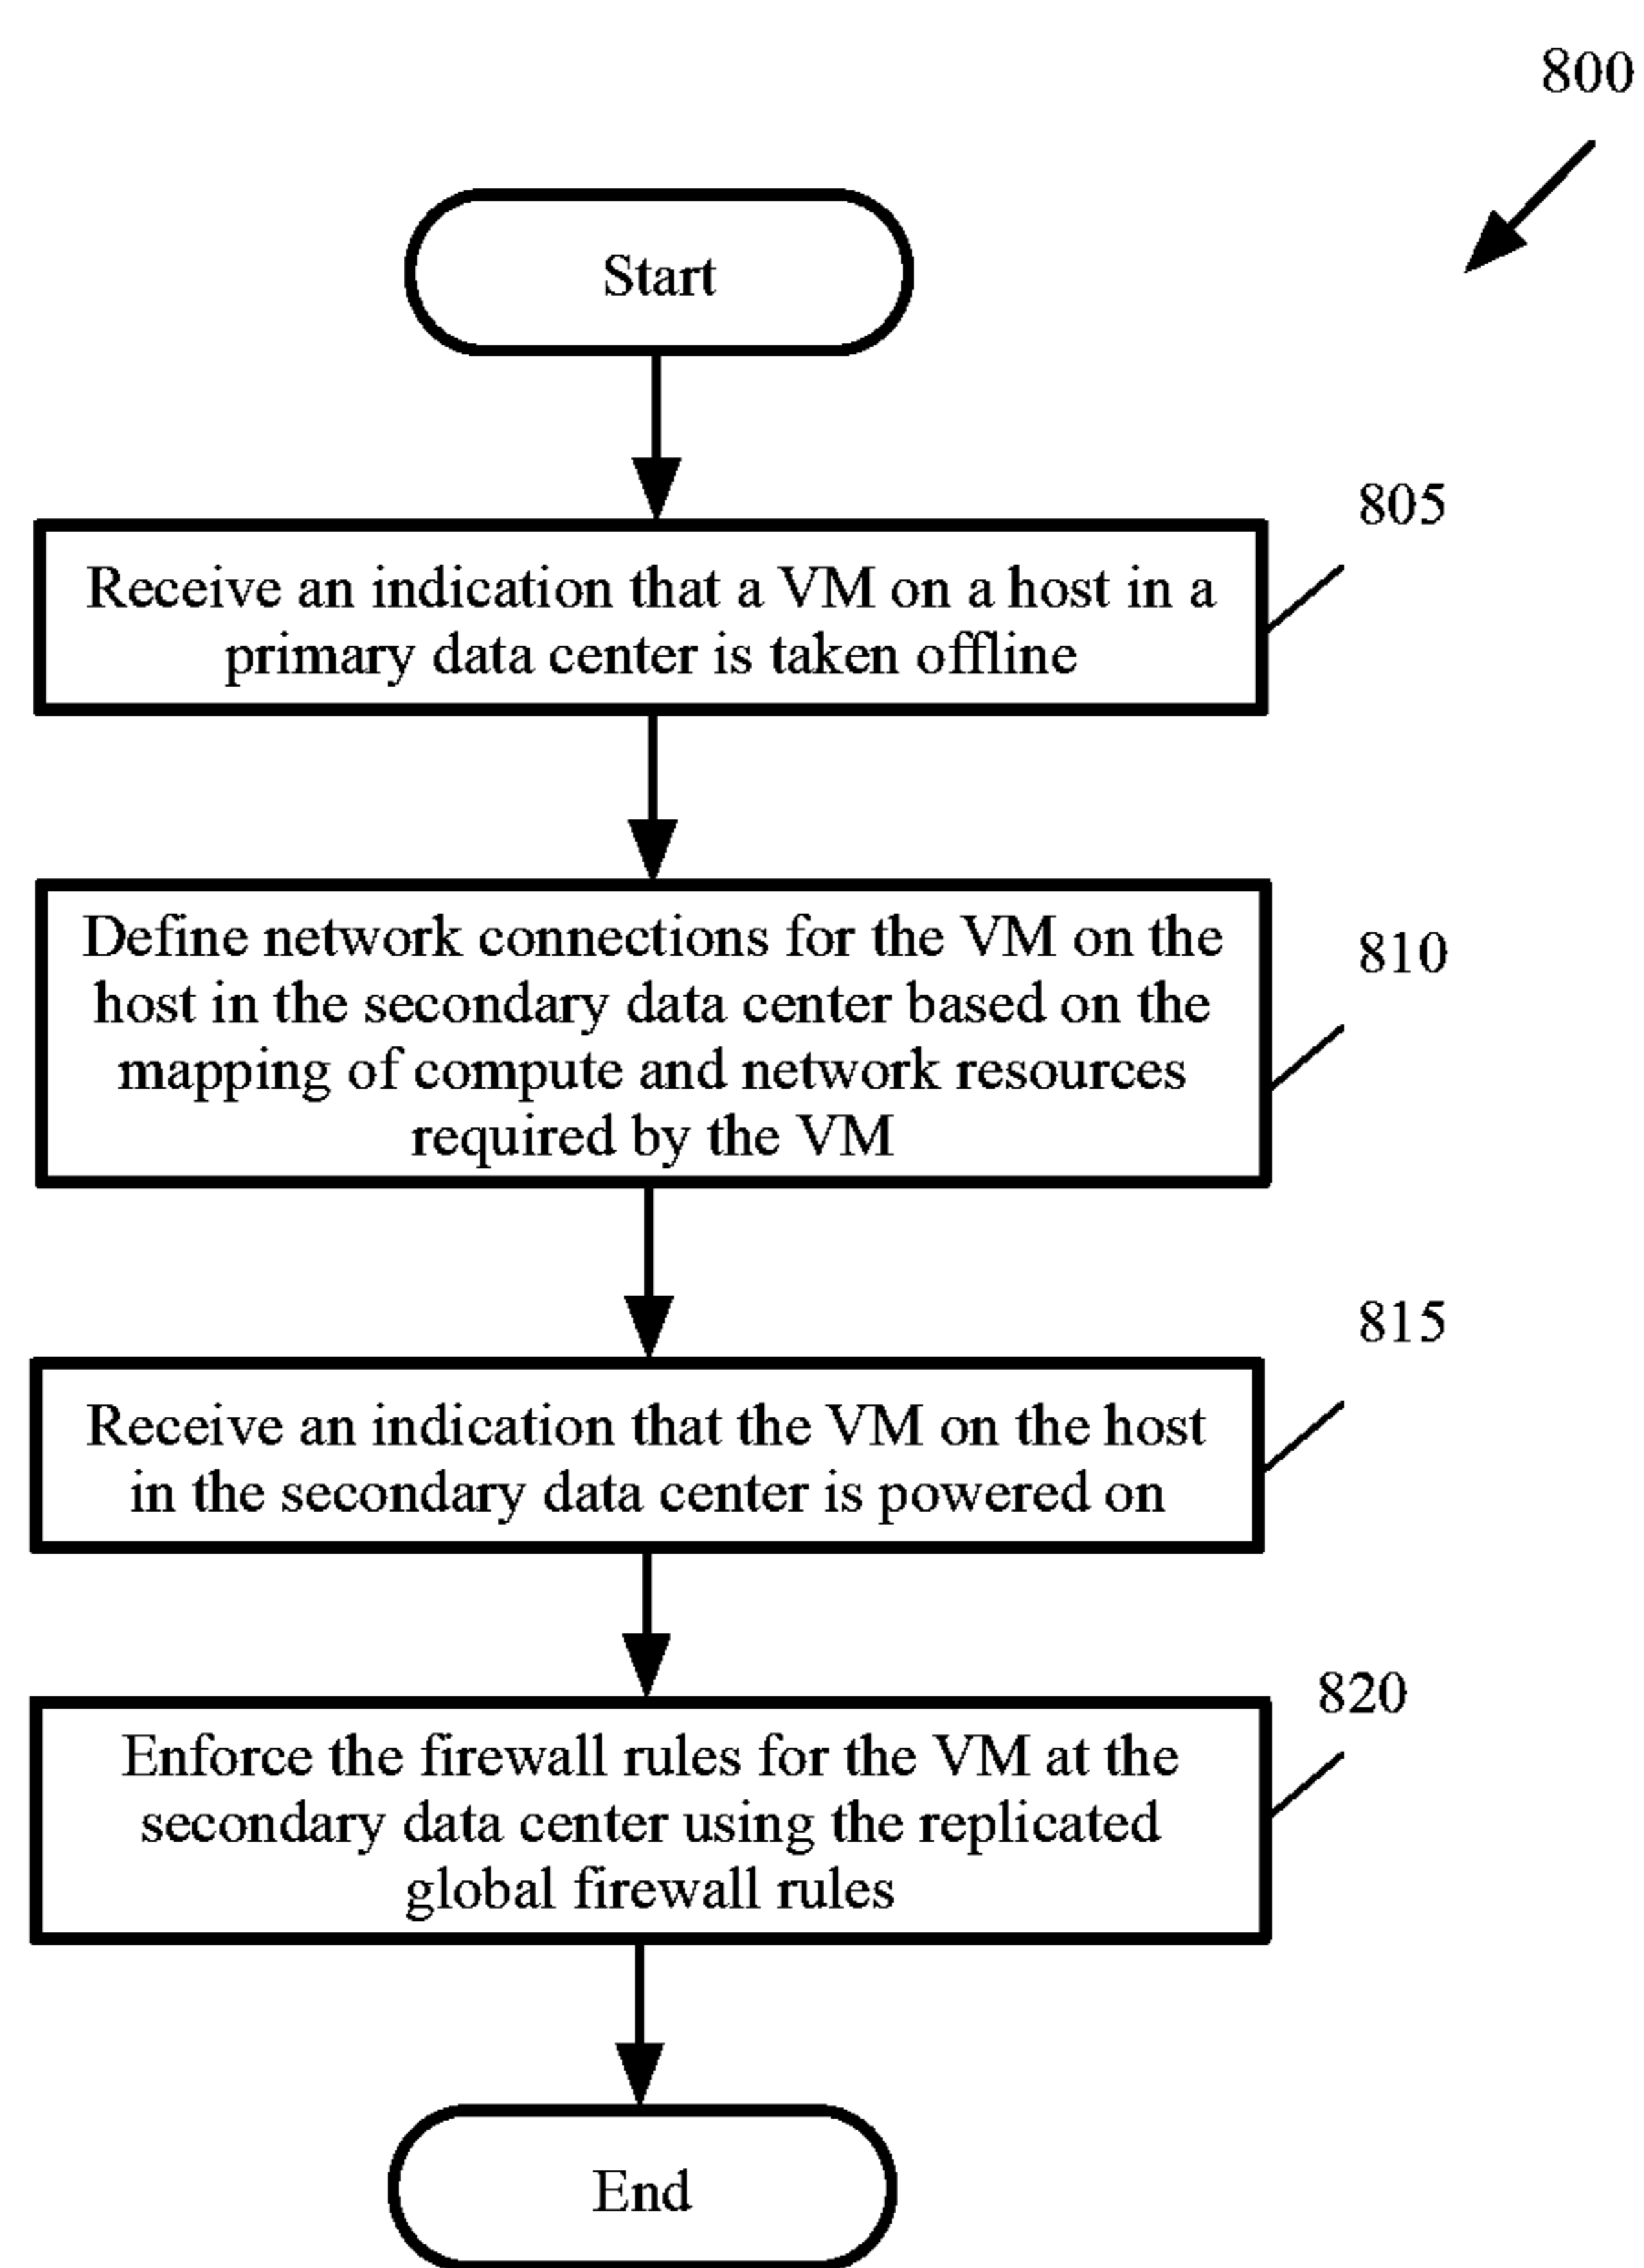 800
Start
805
Receive an indication that a VM on a host in a
primary data center is taken offline
810
Define network connections for the VM on the
host in the secondary data center based on the
mapping of compute and network resources
required by the VM
815
Receive an indication that the VM on the host
in the secondary data center is powered on
820
Enforce the firewall rules for the VM at the
secondary data center using the replicated
global firewall rules
End